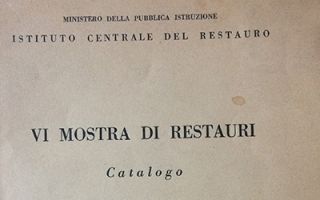 MINISTERO DELLA PUBBLICA ISTRUZIONE
ISTITUTO CENTRALE DEL RESTAURO
VI MOSTRA DI RESTAURI
Catalogo